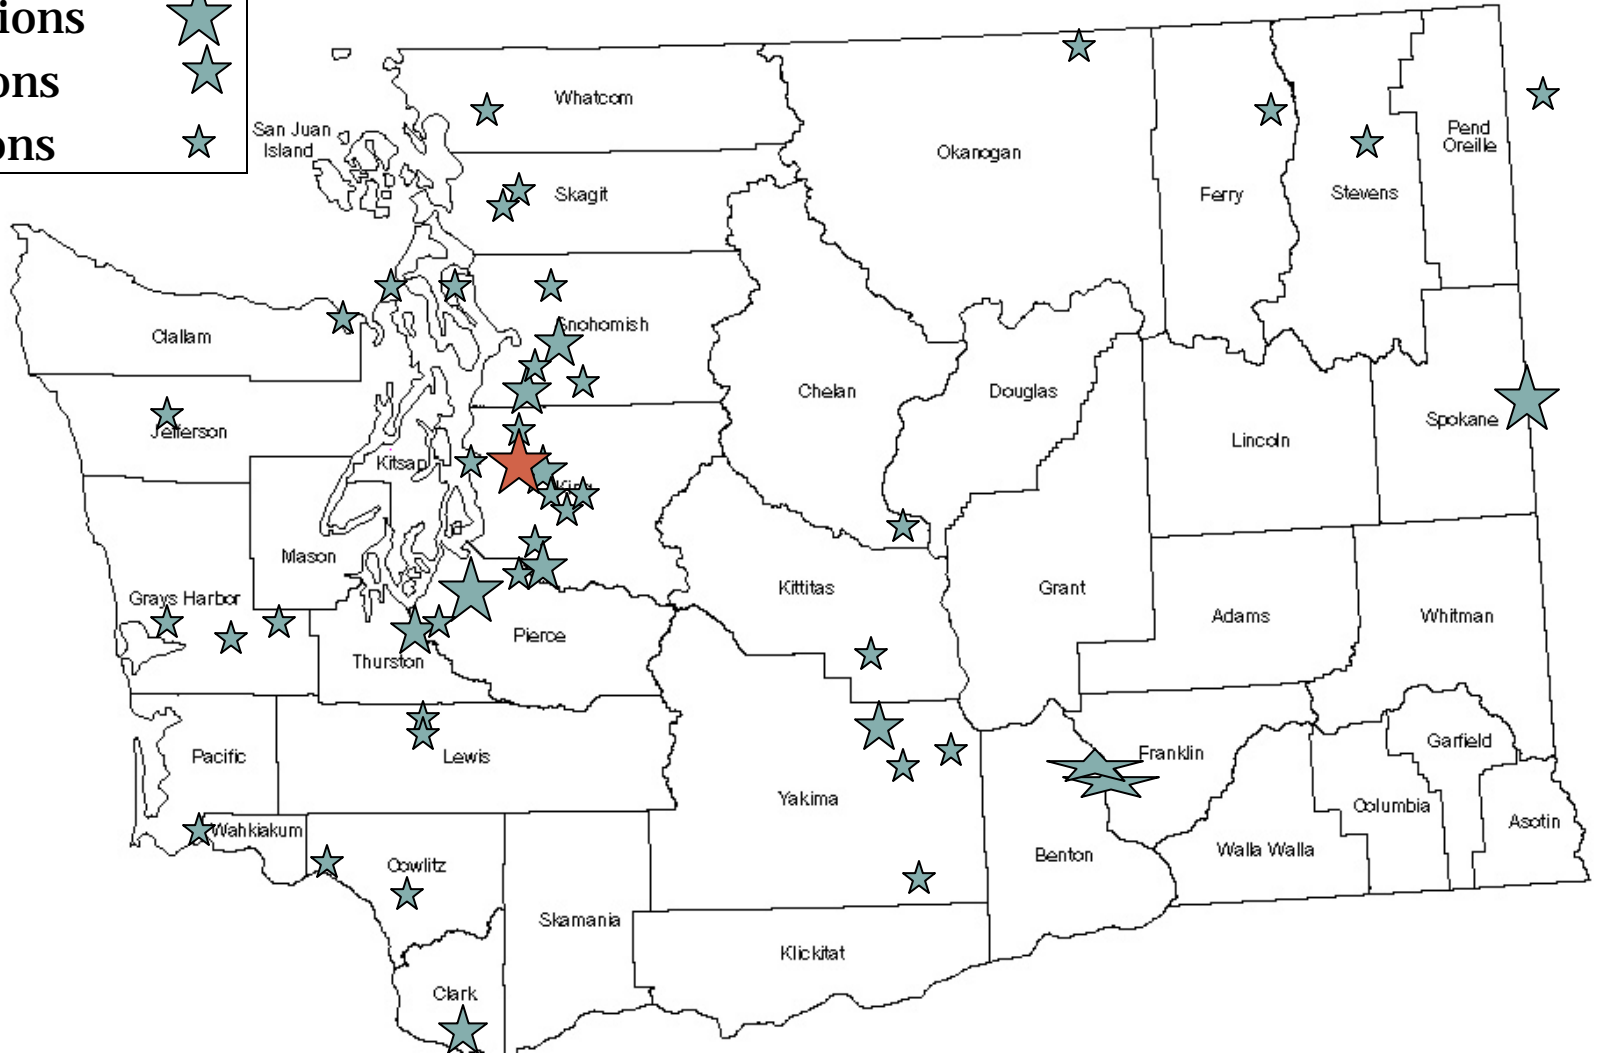 ions
ons
ons
Whatcom
San Juan
Island
Okanogan
Pend
Oreille
Skagit
Ferry
Stevens
Snohomish
Clallam
Chelan
Douglas
Spokane
Jefferson
Lincoln
Kitsap
King
Mason
Grays Harbor
Kittitas
Grant
Adams
Whitman
Pierce
Thurston
Pacific
Lewis
Franklin
Garfield
Yakima
Columbia
Asotin
Wahkiakum
Cowlitz
Benton
Walla Walla
Skamania
Klickitat
Clark